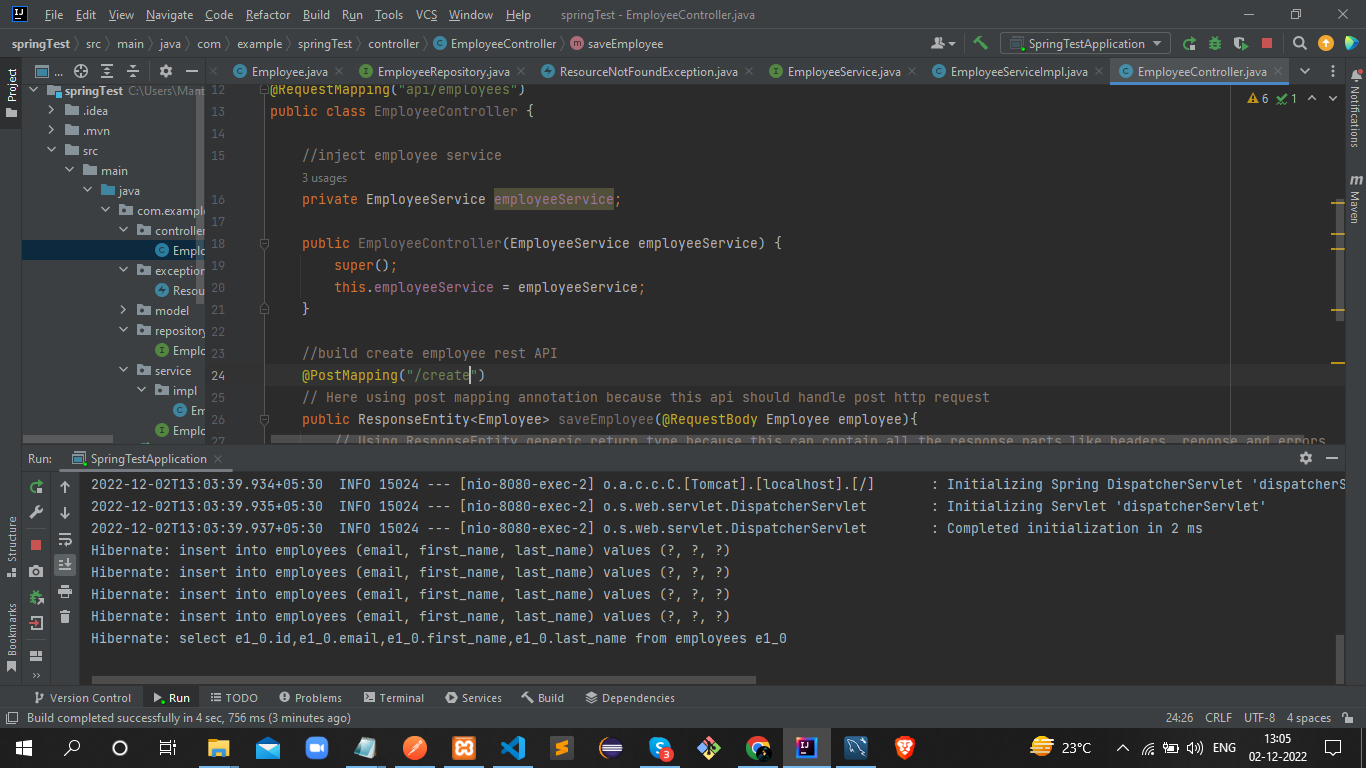 File Edit View Navigate Code Refactor Build Run Tools VCS Window Help springTest - EmployeeController.java
springTest src main java com example springTest controller EmployeeController saveEmployee SpringTestApplication
Project
... Employee.java EmployeeRepository.java ResourceNotFoundException.java EmployeeService.java EmployeeServiceImpl.java EmployeeController.java
springTest C:\Users\Mant
.idea
.mvn
src
main
java
com.example
controller
Emplo
exception
Resou
model
repository
Emplo
service
impl
Em
Emplo
6 1
12 @RequestMapping("api/employees")
13 public class EmployeeController {
14
15 //inject employee service
3 usages
16 private EmployeeService employeeService;
17
18 public EmployeeController(EmployeeService employeeService) {
19 super();
20 this.employeeService = employeeService;
21 }
22
23 //build create employee rest API
24 @PostMapping("/create")
25 // Here using post mapping annotation because this api should handle post http request
26 public ResponseEntity<Employee> saveEmployee(@RequestBody Employee employee){
27 // Using ResponseEntity generic return type because this can contain all the response parts like headers, reponse and errors
Notifications
Maven
Run: SpringTestApplication
2022-12-02T13:03:39.934+05:30 INFO 15024 --- [nio-8080-exec-2] o.a.c.c.C.[Tomcat].[localhost].[/] : Initializing Spring DispatcherServlet 'dispatcherS
2022-12-02T13:03:39.935+05:30 INFO 15024 --- [nio-8080-exec-2] o.s.web.servlet.DispatcherServlet : Initializing Servlet 'dispatcherServlet'
2022-12-02T13:03:39.937+05:30 INFO 15024 --- [nio-8080-exec-2] o.s.web.servlet.DispatcherServlet : Completed initialization in 2 ms
Hibernate: insert into employees (email, first_name, last_name) values (?, ?, ?)
Hibernate: insert into employees (email, first_name, last_name) values (?, ?, ?)
Hibernate: insert into employees (email, first_name, last_name) values (?, ?, ?)
Hibernate: insert into employees (email, first_name, last_name) values (?, ?, ?)
Hibernate: select e1_0.id,e1_0.email,e1_0.first_name,e1_0.last_name from employees e1_0
Structure
Bookmarks
Version Control Run TODO Problems Terminal Services Build Dependencies
Build completed successfully in 4 sec, 756 ms (3 minutes ago) 24:26 CRLF UTF-8 4 spaces
3 23°C ENG 13:05
02-12-2022